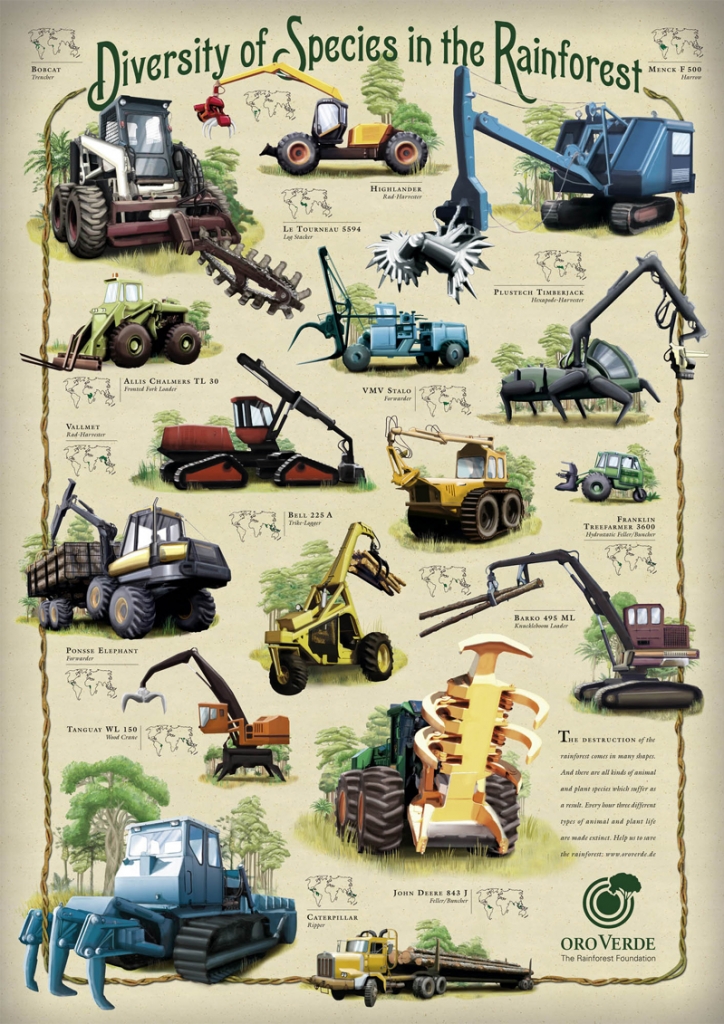 Diversity of Species in the Rainforest
Bobcat
Trencher
Menck F 500
Harrow
Highlander
Rad-Harvester
Le Tourneau 5594
Log Stacker
Plustech Timberjack
Hexapode-Harvester
Allis Chalmers TL 30
Fronted Fork Loader
VMV Stalo
Forwarder
Vallmet
Rad-Harvester
Bell 225 A
Trike-Logger
Franklin
Treefarmer 3600
Hydrostatic Feller/Buncher
Barko 495 ML
Knuckleboom Loader
Ponsse Elephant
Forwarder
Tanguay WL 150
Wood Crane
The destruction of the
rainforest comes in many shapes.
And there are all kinds of animal
and plant species which suffer as
a result. Every hour three different
types of animal and plant life
are made extinct. Help us to save
the rainforest: www.oroverde.de
John Deere 843 J
Feller/Buncher
Caterpillar
Ripper
OROVERDE
The Rainforest Foundation